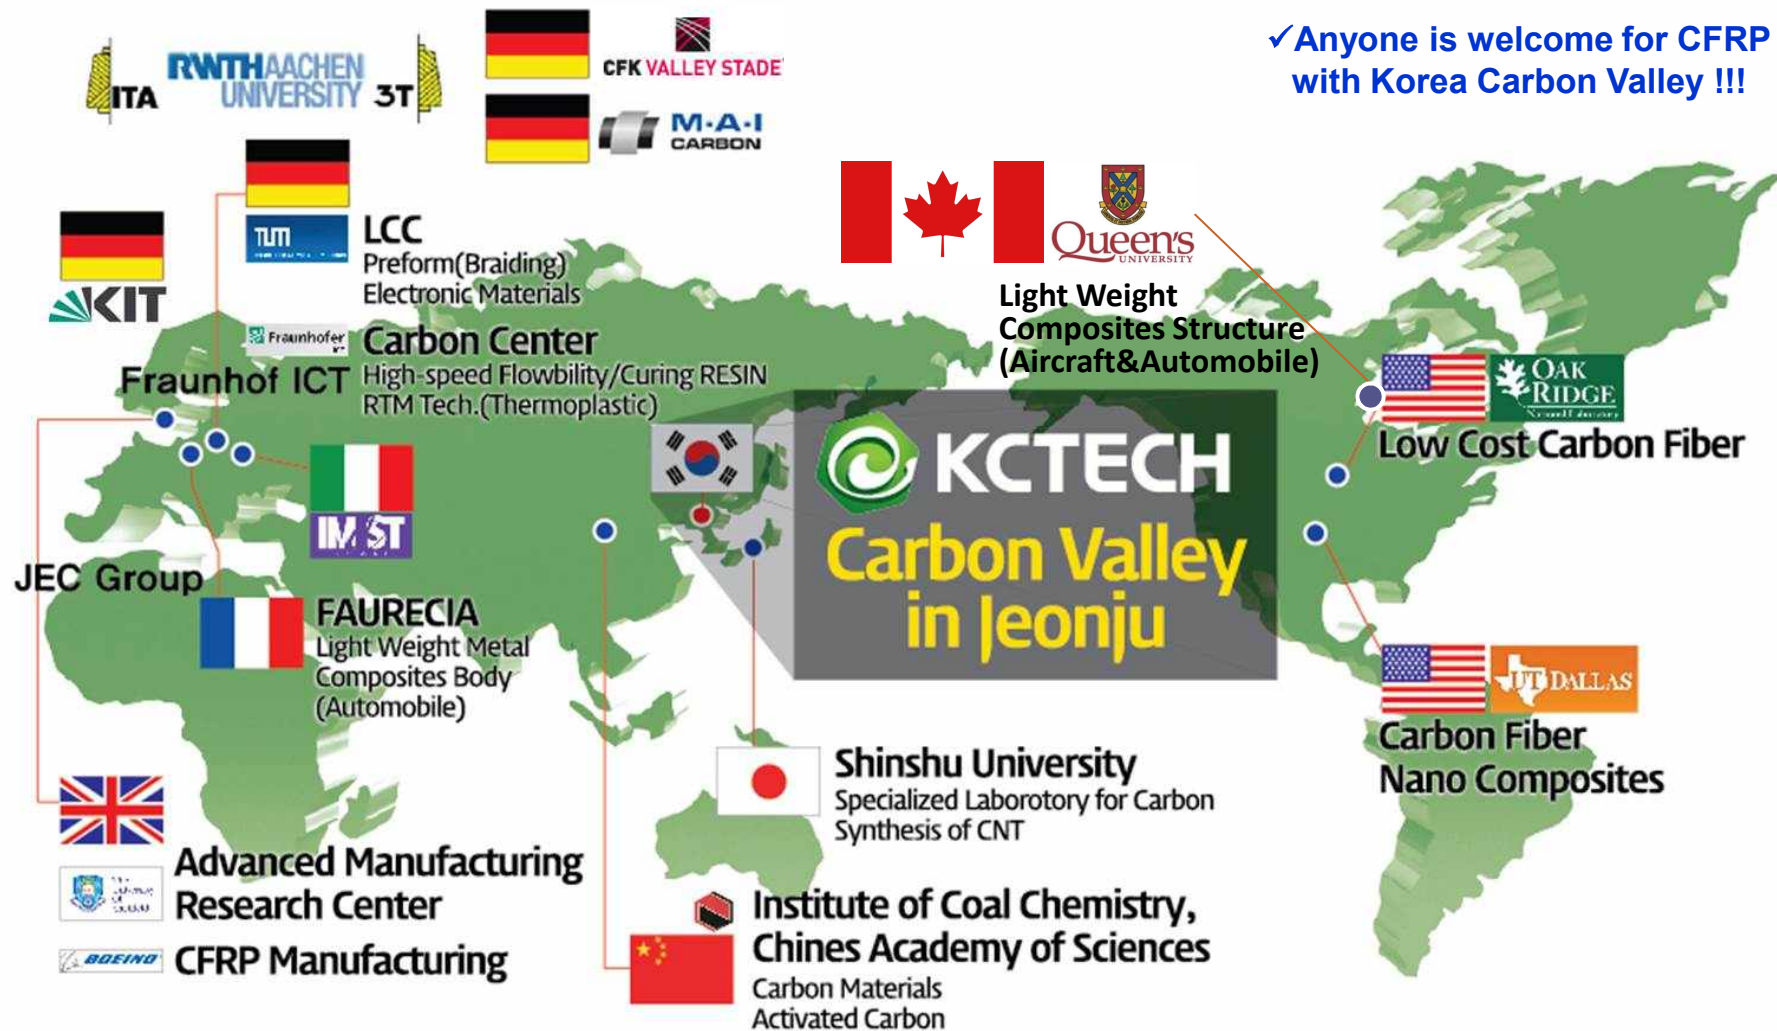 ✓Anyone is welcome for CFRP
with Korea Carbon Valley !!!
ITA
RWTHAACHEN
UNIVERSITY
3T
CFK VALLEY STADE
M·A·I
CARBON
KIT
TUM
LCC
Preform(Braiding)
Electronic Materials
Fraunhofer
Carbon Center
Fraunhof ICT
High-speed Flowbility/Curing RESIN
RTM Tech.(Thermoplastic)
Queen's
UNIVERSITY
Light Weight
Composites Structure
(Aircraft&Automobile)
OAK
RIDGE
National Laboratory
Low Cost Carbon Fiber
KCTECH
Carbon Valley
in Jeonju
JEC Group
FAURECIA
Light Weight Metal
Composites Body
(Automobile)
UT DALLAS
Carbon Fiber
Nano Composites
Shinshu University
Specialized Laborotory for Carbon
Synthesis of CNT
Advanced Manufacturing
Research Center
BOEING
CFRP Manufacturing
Institute of Coal Chemistry,
Chines Academy of Sciences
Carbon Materials
Activated Carbon